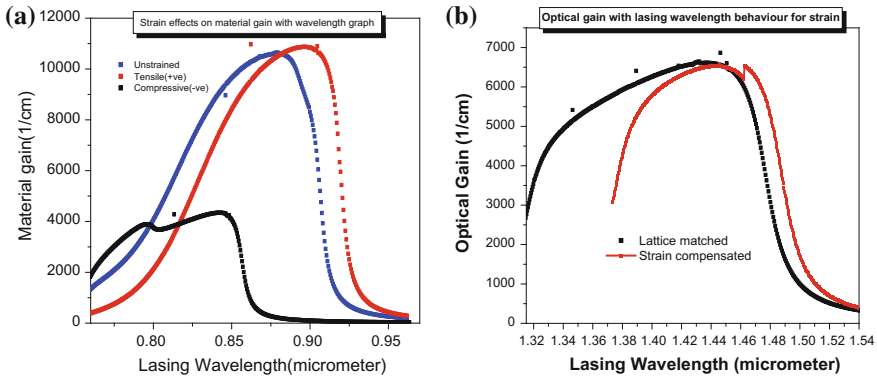 (a)
Strain effects on material gain with wavelength graph
Unstrained
Tensile(+ve)
Compressive(-ve)
Material gain(1/cm)
12000
10000
8000
6000
4000
2000
0
0.80 0.85 0.90 0.95
Lasing Wavelength(micrometer)
(b)
Optical gain with lasing wavelength behaviour for strain
Optical Gain (1/cm)
7000
6000
5000
4000
3000
2000
1000
0
Lattice matched
Strain compensated
1.32 1.34 1.36 1.38 1.40 1.42 1.44 1.46 1.48 1.50 1.52 1.54
Lasing Wavelength (micrometer)